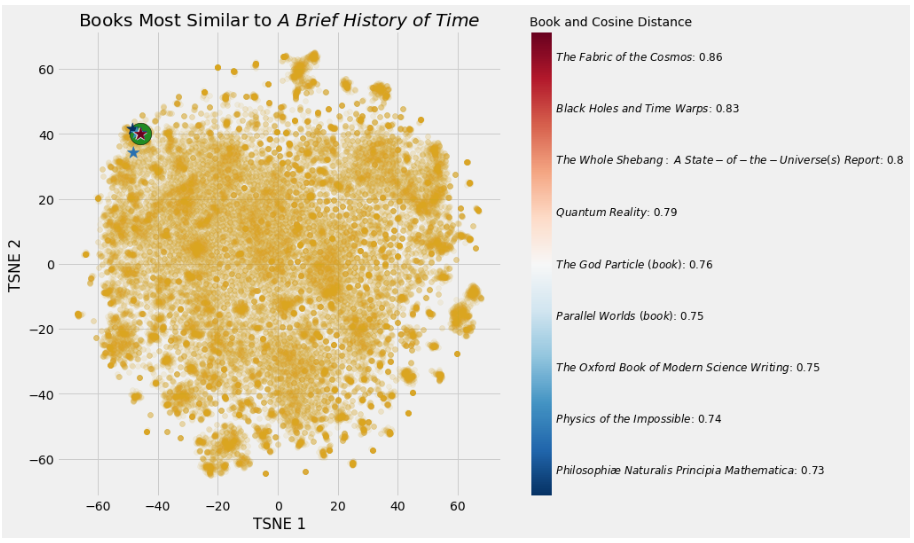 Books Most Similar to A Brief History of Time
Book and Cosine Distance
The Fabric of the Cosmos: 0.86
Black Holes and Time Warps: 0.83
The Whole Shebang: A State-of-the-Universe(s) Report: 0.8
Quantum Reality: 0.79
The God Particle (book): 0.76
Parallel Worlds (book): 0.75
The Oxford Book of Modern Science Writing: 0.75
Physics of the Impossible: 0.74
Philosophiæ Naturalis Principia Mathematica: 0.73
TSNE 2
60
40
20
0
−20
−40
−60
−60 −40 −20 0 20 40 60
TSNE 1